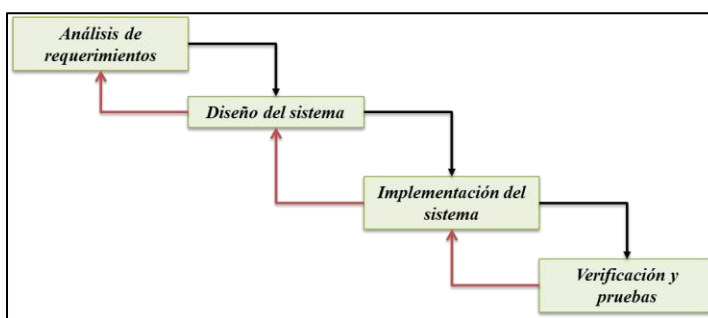 Análisis de
requerimientos
Diseño del sistema
Implementación del
sistema
Verificación y
pruebas